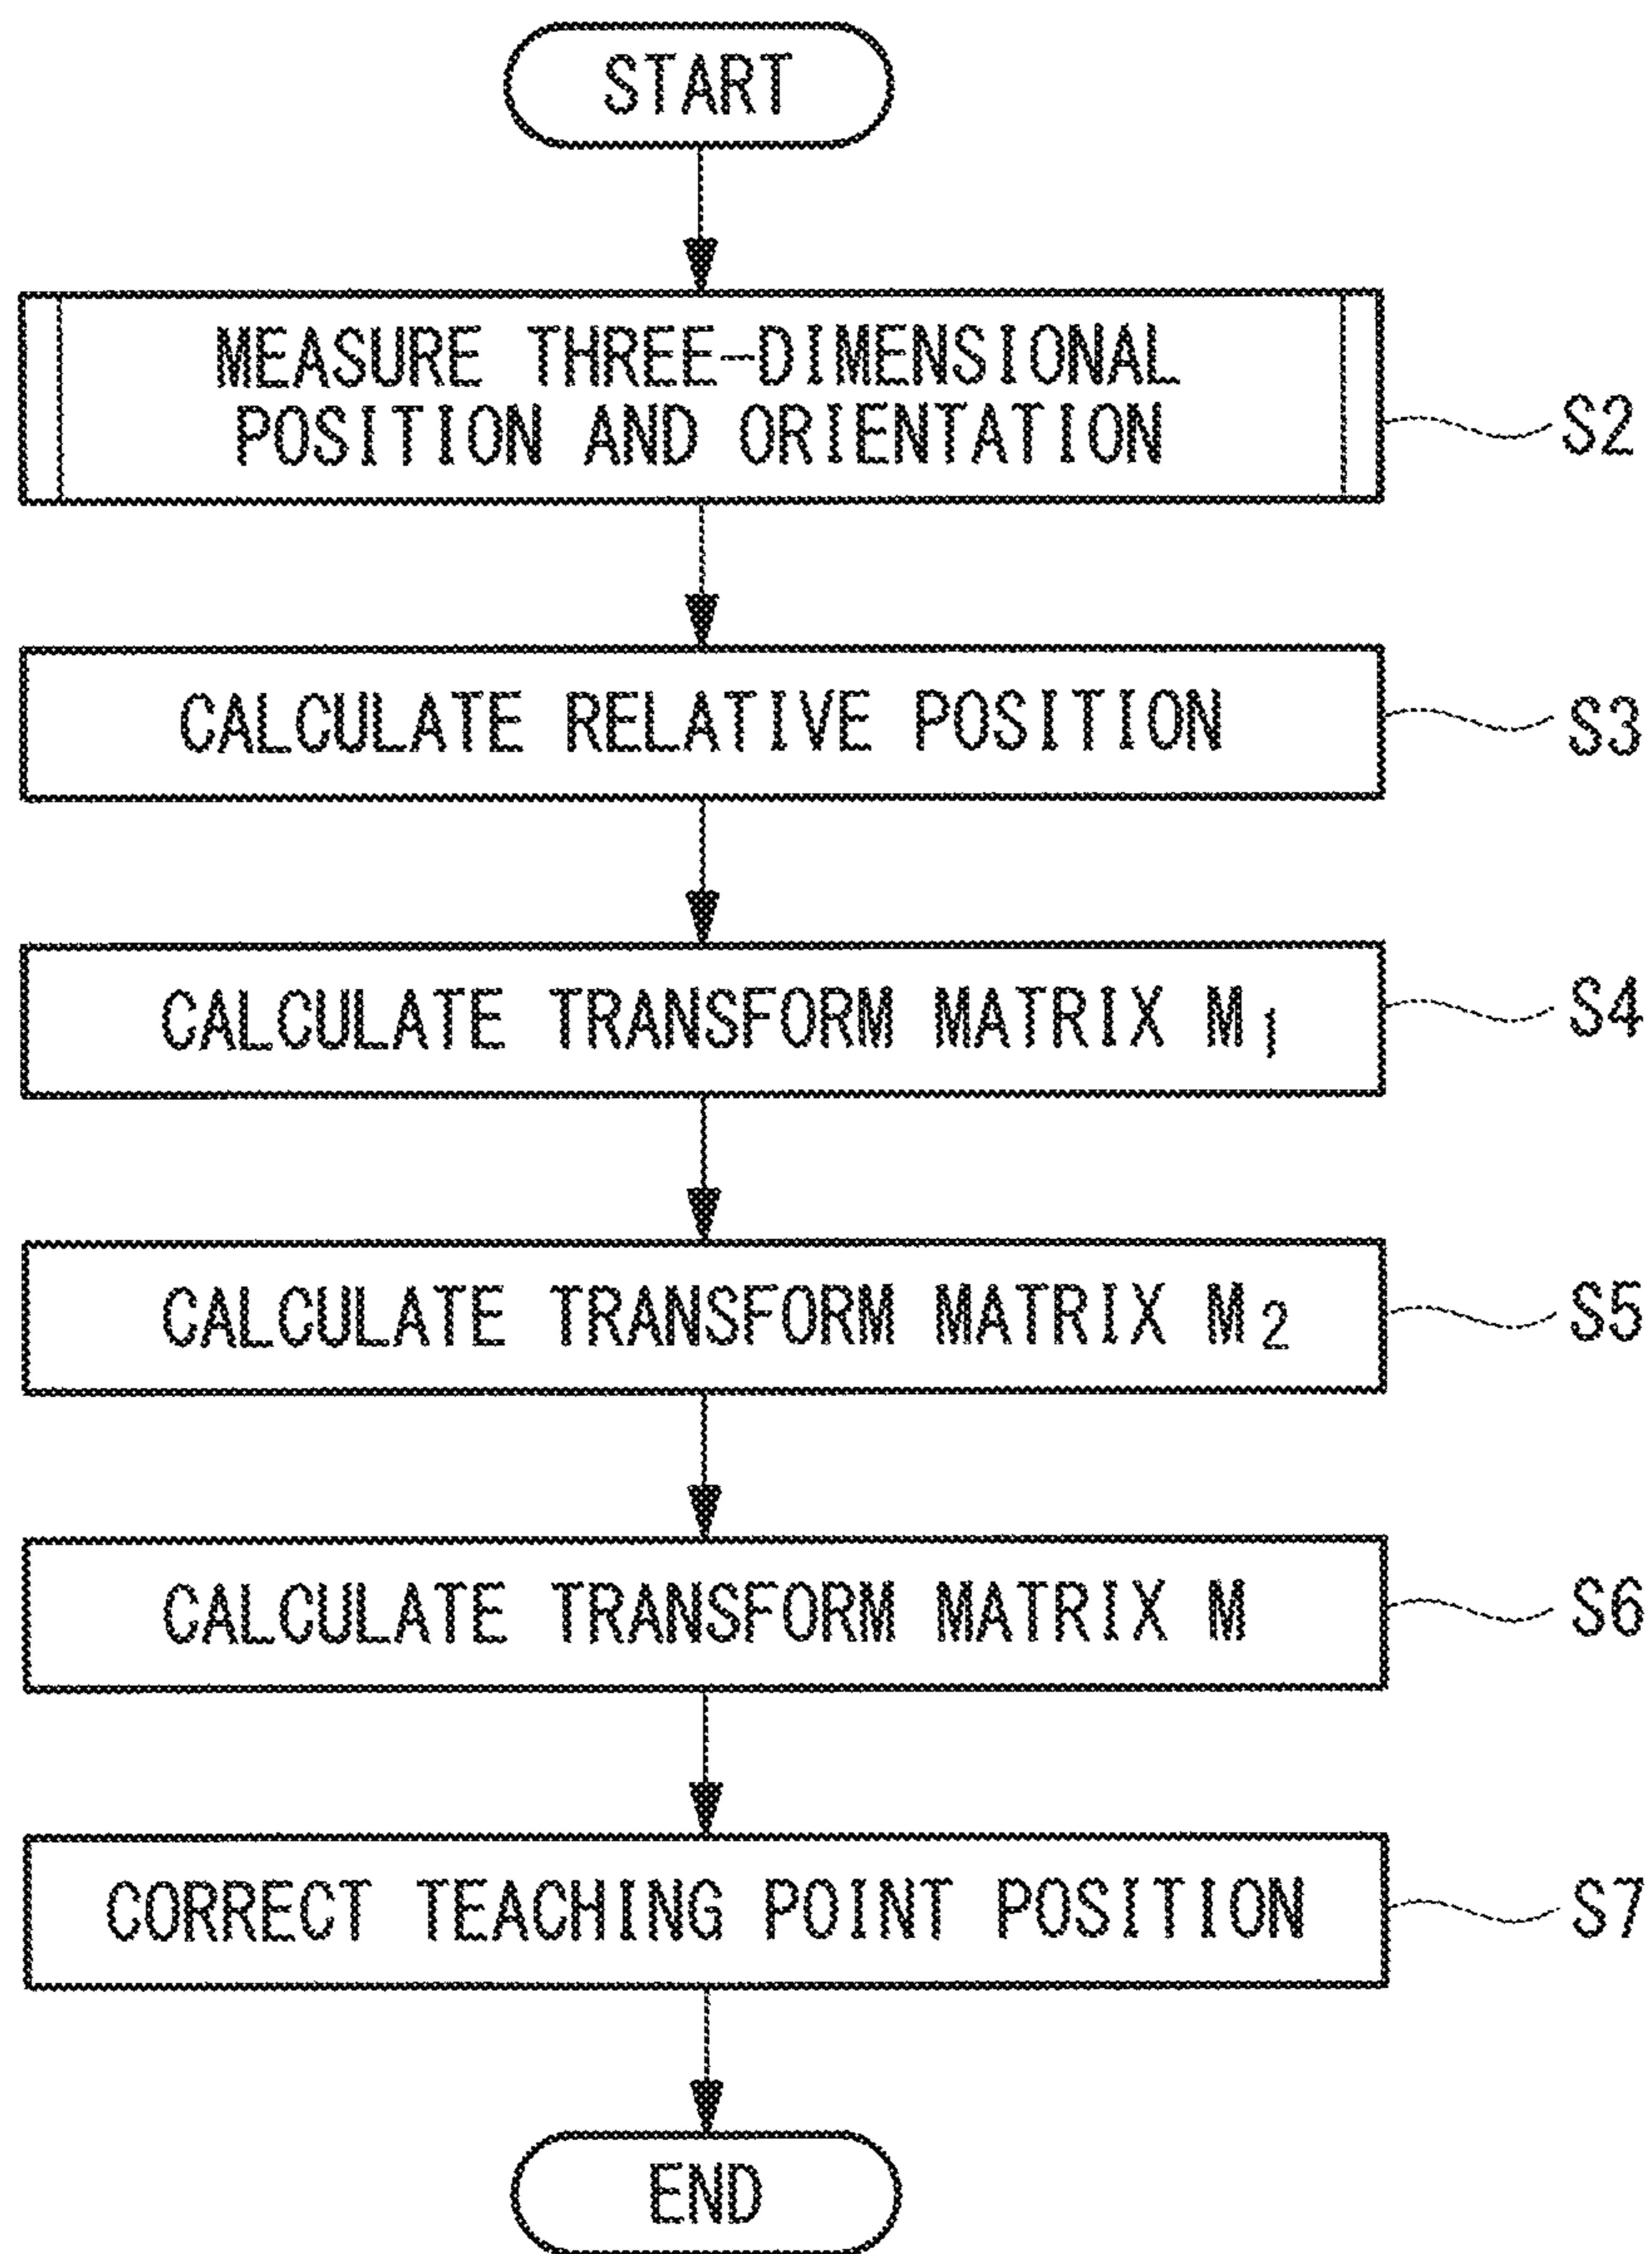 START
MEASURE THREE-DIMENSIONAL
POSITION AND ORIENTATION
S2
CALCULATE RELATIVE POSITION
S3
CALCULATE TRANSFORM MATRIX M₁
S4
CALCULATE TRANSFORM MATRIX M₂
S5
CALCULATE TRANSFORM MATRIX M
S6
CORRECT TEACHING POINT POSITION
S7
END